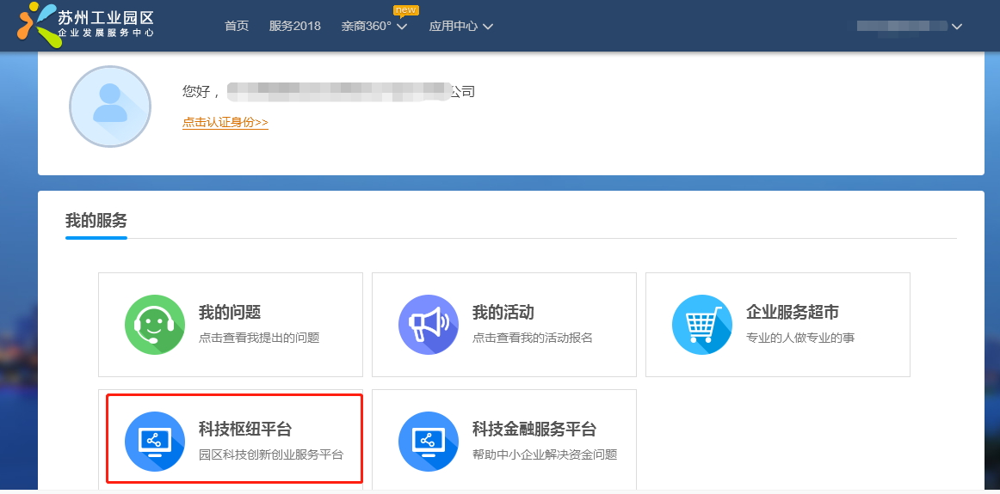 苏州工业园区
企业发展服务中心
首页 服务2018 亲商360° new 应用中心
您好， 公司
点击认证身份>>
我的服务
我的问题
点击查看我提出的问题
我的活动
点击查看我的活动报名
企业服务超市
专业的人做专业的事
科技枢纽平台
园区科技创新创业服务平台
科技金融服务平台
帮助中小企业解决资金问题